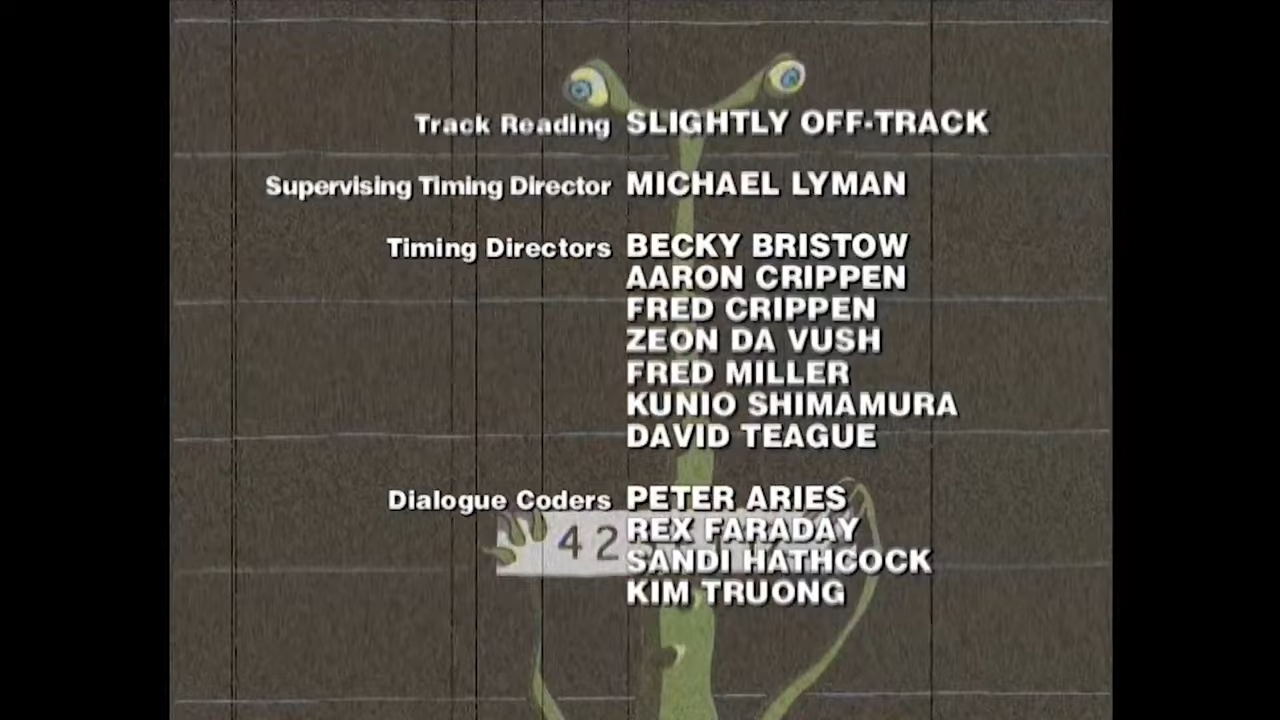 Track Reading SLIGHTLY OFF-TRACK
Supervising Timing Director MICHAEL LYMAN
Timing Directors BECKY BRISTOW
AARON CRIPPEN
FRED CRIPPEN
ZEON DA VUSH
FRED MILLER
KUNIO SHIMAMURA
DAVID TEAGUE
Dialogue Coders PETER ARIES
REX FARADAY
SANDI HATHCOCK
KIM TRUONG